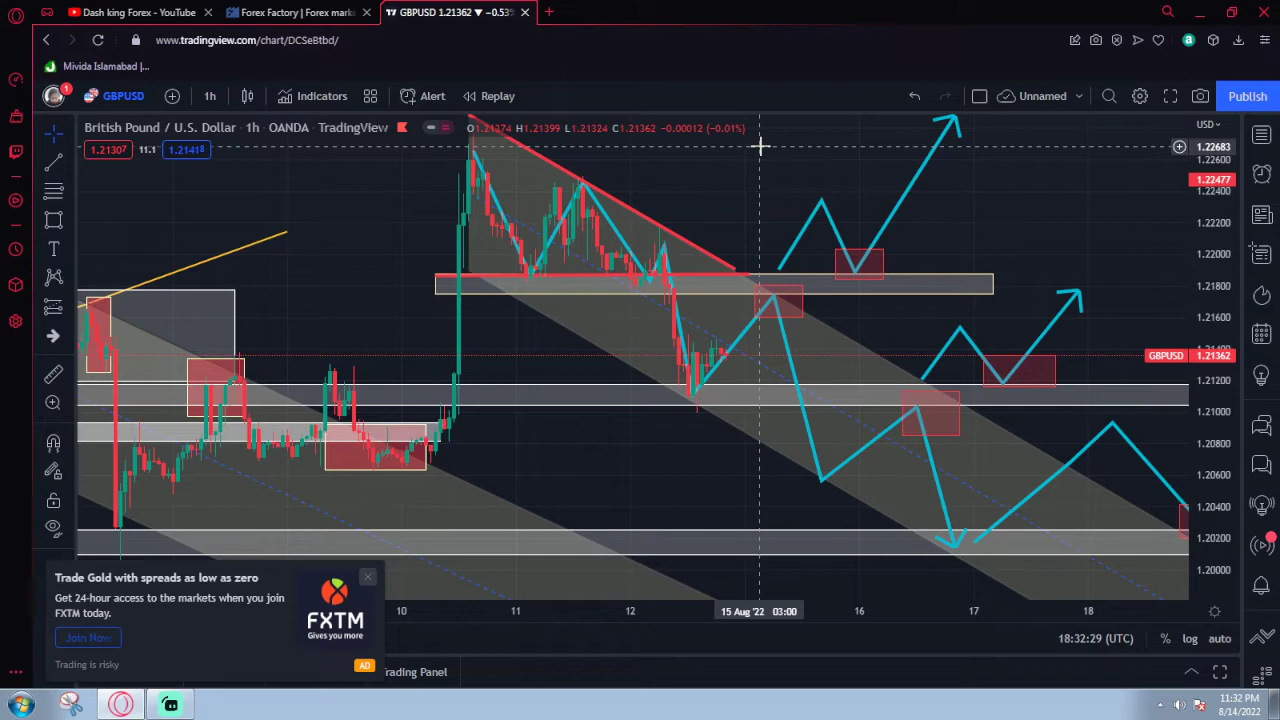 Dash king Forex - YouTube
Forex Factory | Forex mark
GBPUSD 1.21362 ▼ −0.53%
www.tradingview.com/chart/DCSeBtbd/
Mivida Islamabad |...
1
GBPUSD
1h
Indicators
Alert
Replay
Unnamed
Publish
British Pound / U.S. Dollar · 1h · OANDA · TradingView
O1.21374 H1.21399 L1.21324 C1.21362 −0.00012 (−0.01%)
USD
1.21307
11.1
1.21418
1.22683
1.22600
1.22477
1.22400
1.22200
1.22000
1.21800
1.21600
GBPUSD
1.21362
1.21200
1.21000
1.20800
1.20600
1.20400
1.20200
1.20000
Trade Gold with spreads as low as zero
Get 24-hour access to the markets when you join
FXTM today.
Join Now
Trading is risky
FXTM
Gives you more
AD
10
11
12
15 Aug '22 03:00
16
17
18
18:32:29 (UTC)
%
log
auto
Trading Panel
11:32 PM
8/14/2022